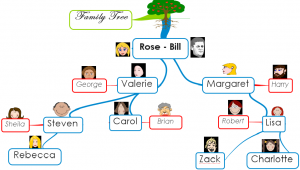 Family Tree
Rose - Bill
George Valerie Margaret Harry
Sheila Steven Carol Brian Robert Lisa
Rebecca Zack Charlotte